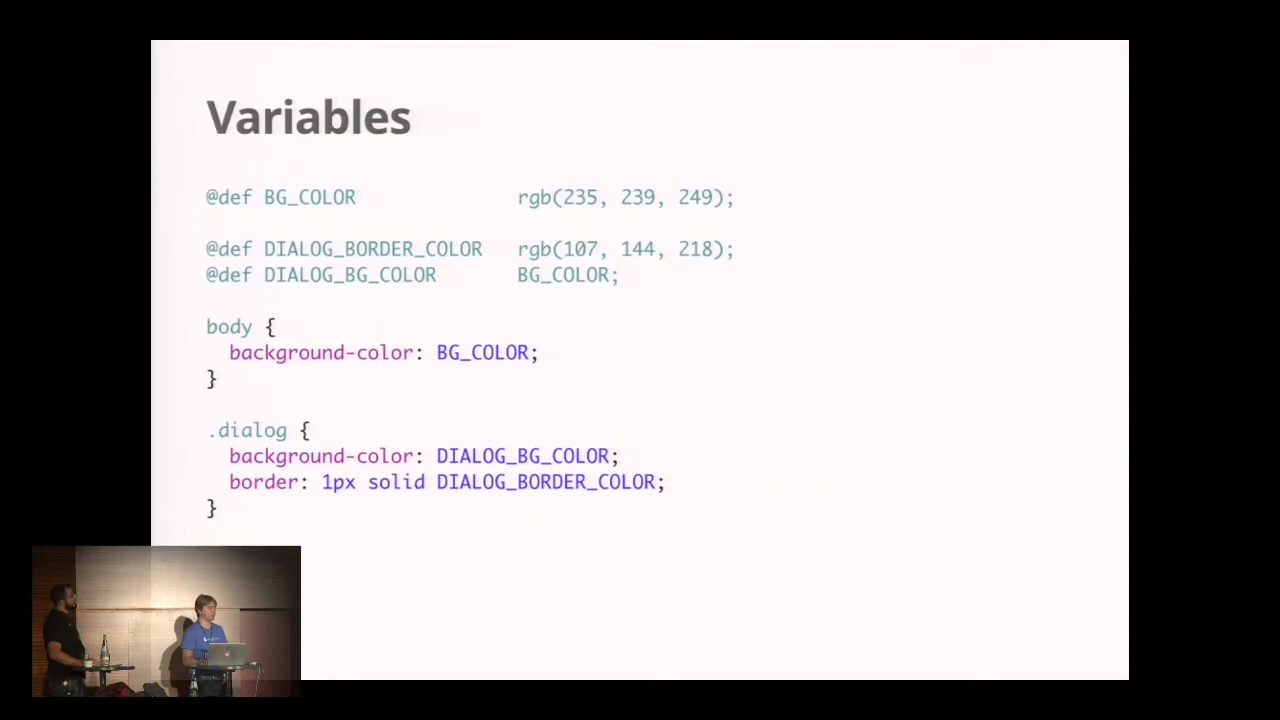 Variables
@def BG_COLOR rgb(235, 239, 249);
@def DIALOG_BORDER_COLOR rgb(107, 144, 218);
@def DIALOG_BG_COLOR BG_COLOR;
body {
background-color: BG_COLOR;
}
.dialog {
background-color: DIALOG_BG_COLOR;
border: 1px solid DIALOG_BORDER_COLOR;
}